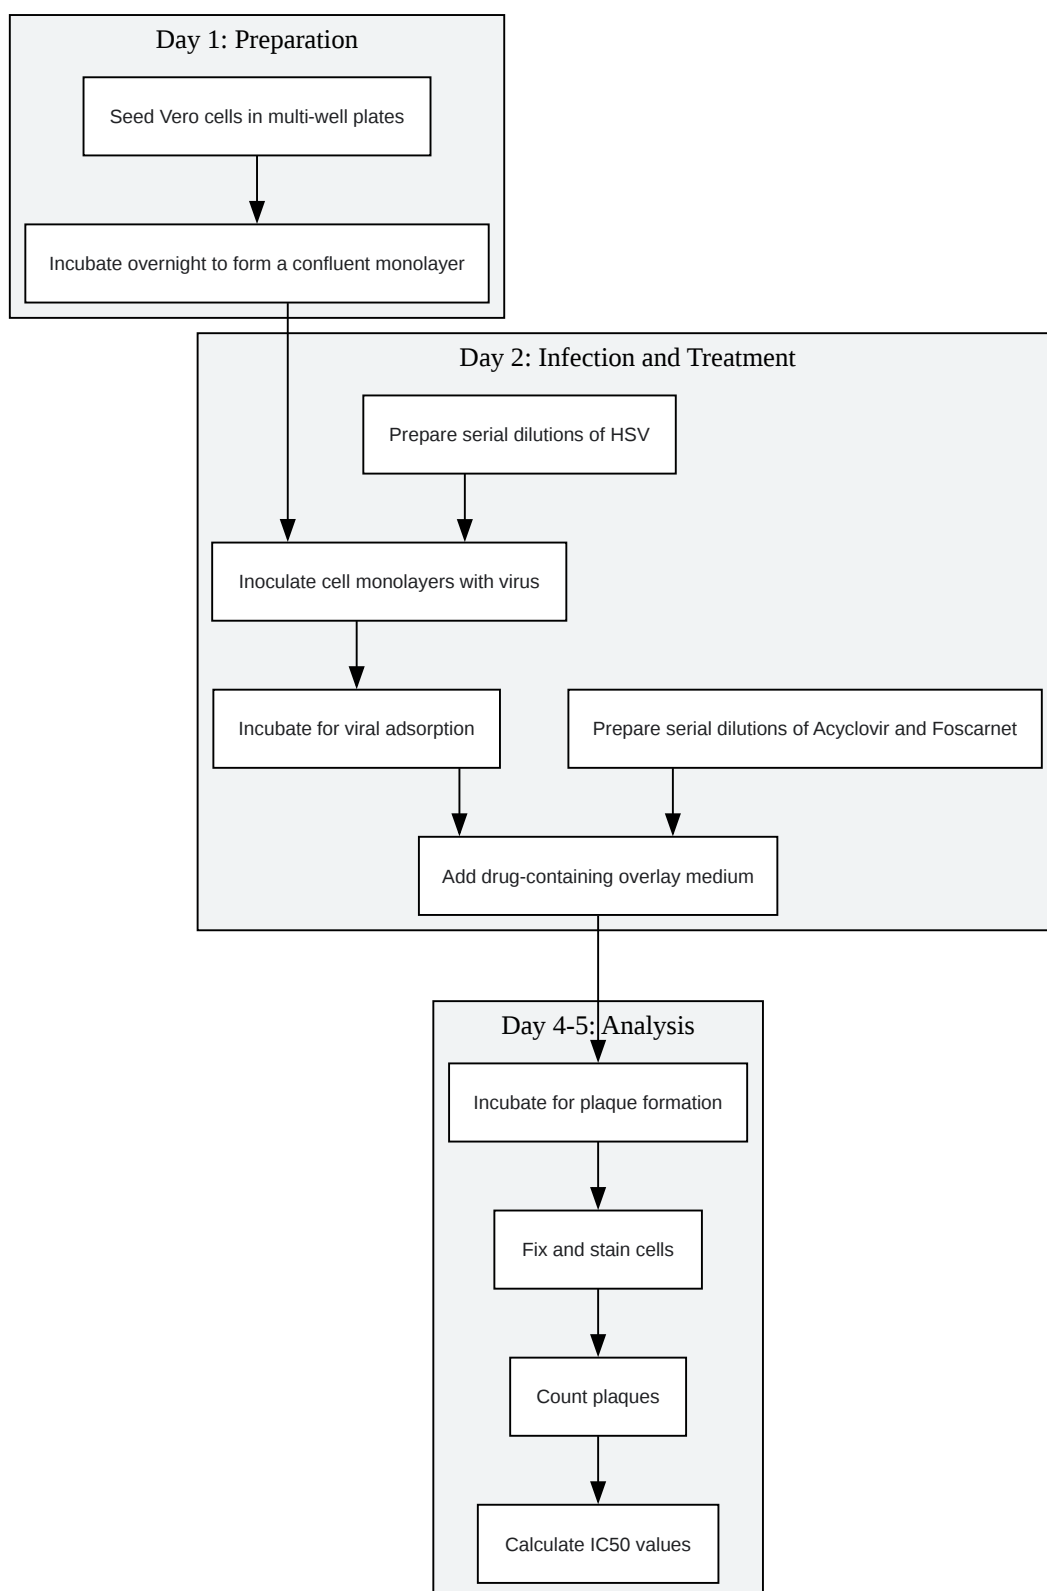 Day 1: Preparation
Seed Vero cells in multi-well plates
Incubate overnight to form a confluent monolayer
Day 2: Infection and Treatment
Prepare serial dilutions of HSV
Inoculate cell monolayers with virus
Incubate for viral adsorption
Prepare serial dilutions of Acyclovir and Foscarnet
Add drug-containing overlay medium
Day 4-5: Analysis
Incubate for plaque formation
Fix and stain cells
Count plaques
Calculate IC50 values